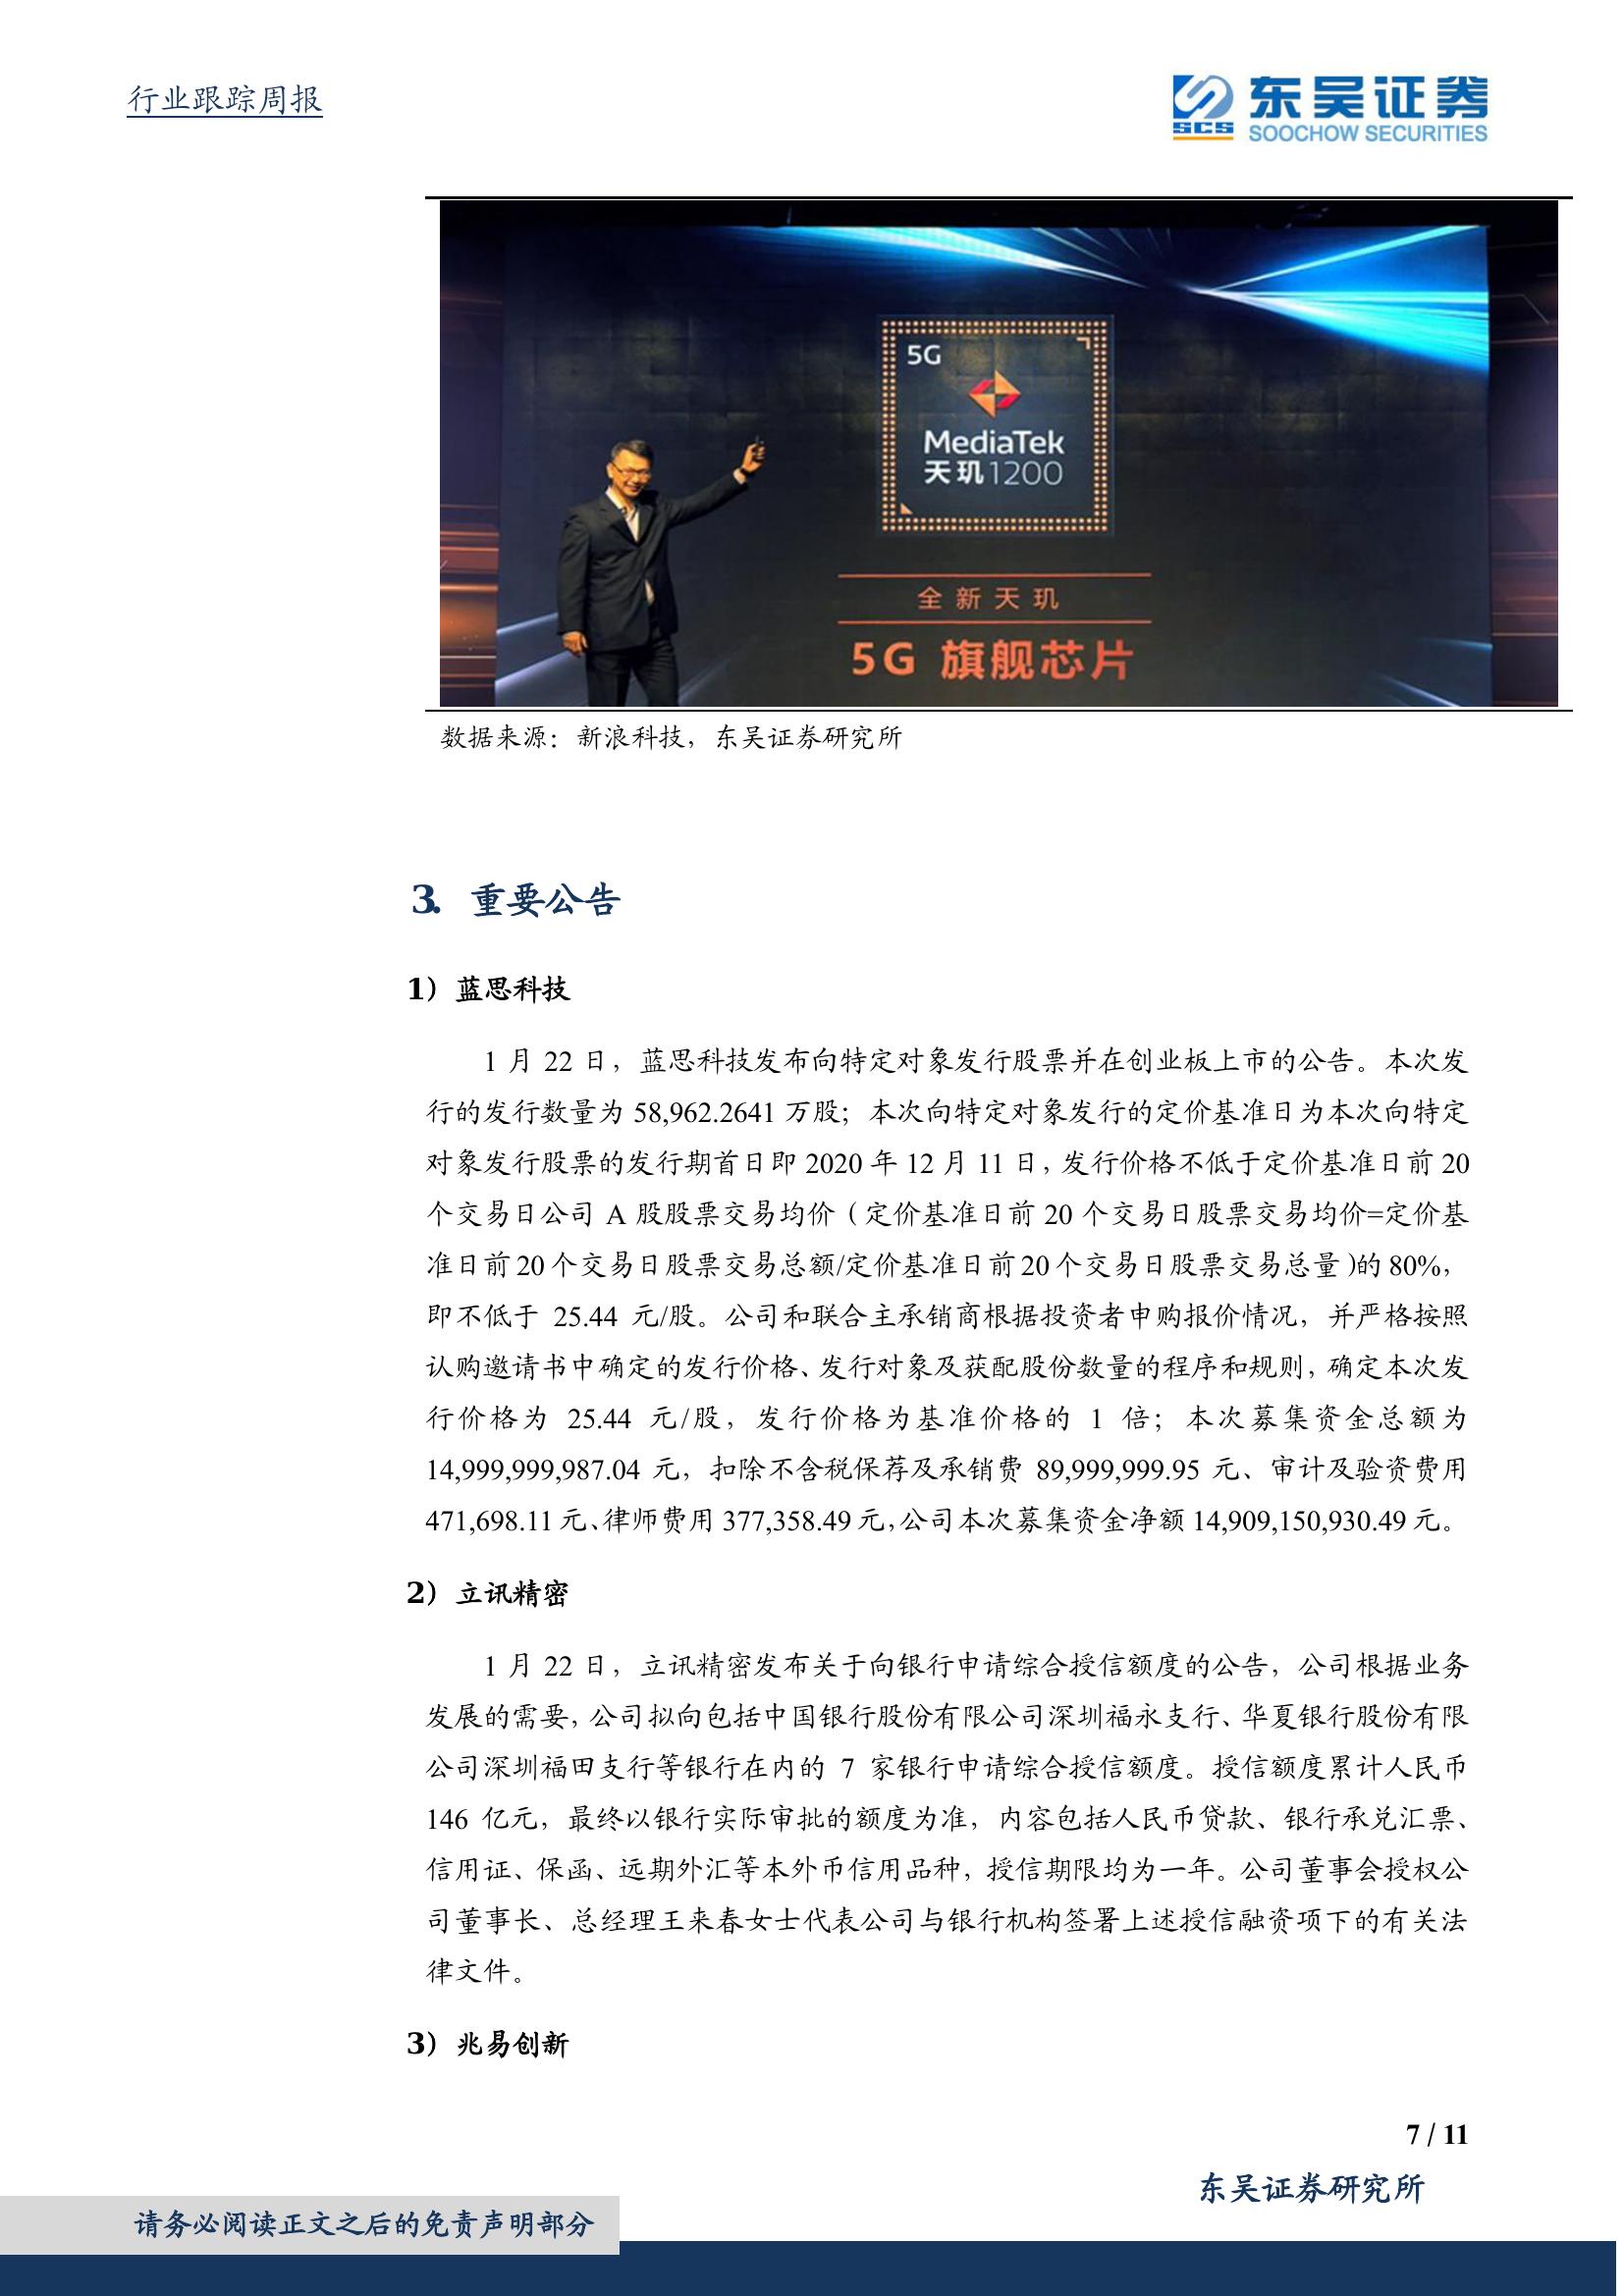 行业跟踪周报
SCS
东吴证券
SOOCHOW SECURITIES
5G
MediaTek
天玑1200
全新天玑
5G 旗舰芯片
数据来源：新浪科技，东吴证券研究所
3. 重要公告
1）蓝思科技
1 月 22 日，蓝思科技发布向特定对象发行股票并在创业板上市的公告。本次发
行的发行数量为 58,962.2641 万股；本次向特定对象发行的定价基准日为本次向特定
对象发行股票的发行期首日即 2020 年 12 月 11 日，发行价格不低于定价基准日前 20
个交易日公司 A 股股票交易均价（定价基准日前 20 个交易日股票交易均价=定价基
准日前 20 个交易日股票交易总额/定价基准日前 20 个交易日股票交易总量）的 80%，
即不低于 25.44 元/股。公司和联合主承销商根据投资者申购报价情况，并严格按照
认购邀请书中确定的发行价格、发行对象及获配股份数量的程序和规则，确定本次发
行价格为 25.44 元/股，发行价格为基准价格的 1 倍；本次募集资金总额为
14,999,999,987.04 元，扣除不含税保荐及承销费 89,999,999.95 元、审计及验资费用
471,698.11 元、律师费用 377,358.49 元，公司本次募集资金净额 14,909,150,930.49 元。
2）立讯精密
1 月 22 日，立讯精密发布关于向银行申请综合授信额度的公告，公司根据业务
发展的需要，公司拟向包括中国银行股份有限公司深圳福永支行、华夏银行股份有限
公司深圳福田支行等银行在内的 7 家银行申请综合授信额度。授信额度累计人民币
146 亿元，最终以银行实际审批的额度为准，内容包括人民币贷款、银行承兑汇票、
信用证、保函、远期外汇等本外币信用品种，授信期限均为一年。公司董事会授权公
司董事长、总经理王来春女士代表公司与银行机构签署上述授信融资项下的有关法
律文件。
3）兆易创新
7 / 11
东吴证券研究所
请务必阅读正文之后的免责声明部分